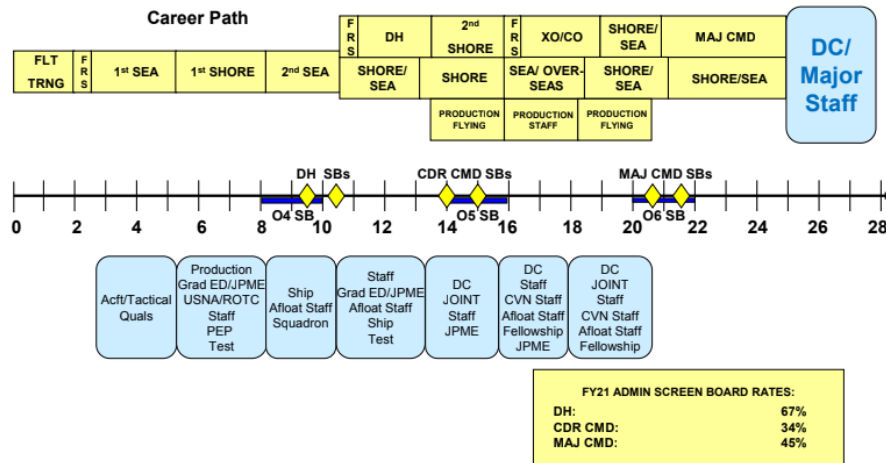 Career Path
FRS
DH
2nd
SHORE
FRS
XO/CO
SHORE/
SEA
MAJ CMD
FLT
TRNG
FRS
1st SEA
1st SHORE
2nd SEA
SHORE/
SEA
SHORE
SEA/ OVER-
SEAS
SHORE/
SEA
SHORE/SEA
PRODUCTION
FLYING
PRODUCTION
STAFF
PRODUCTION
FLYING
DC/
Major
Staff
DH SBs
CDR CMD SBs
MAJ CMD SBs
O4 SB
O5 SB
O6 SB
0 2 4 6 8 10 12 14 16 18 20 22 24 26 28
Acft/Tactical
Quals
Production
Grad ED/JPME
USNA/ROTC
Staff
PEP
Test
Ship
Afloat Staff
Squadron
Staff
Grad ED/JPME
Afloat Staff
Ship
Test
DC
JOINT
Staff
JPME
DC
Staff
CVN Staff
Afloat Staff
Fellowship
JPME
DC
JOINT
Staff
CVN Staff
Afloat Staff
Fellowship
FY21 ADMIN SCREEN BOARD RATES:
DH: 67%
CDR CMD: 34%
MAJ CMD: 45%